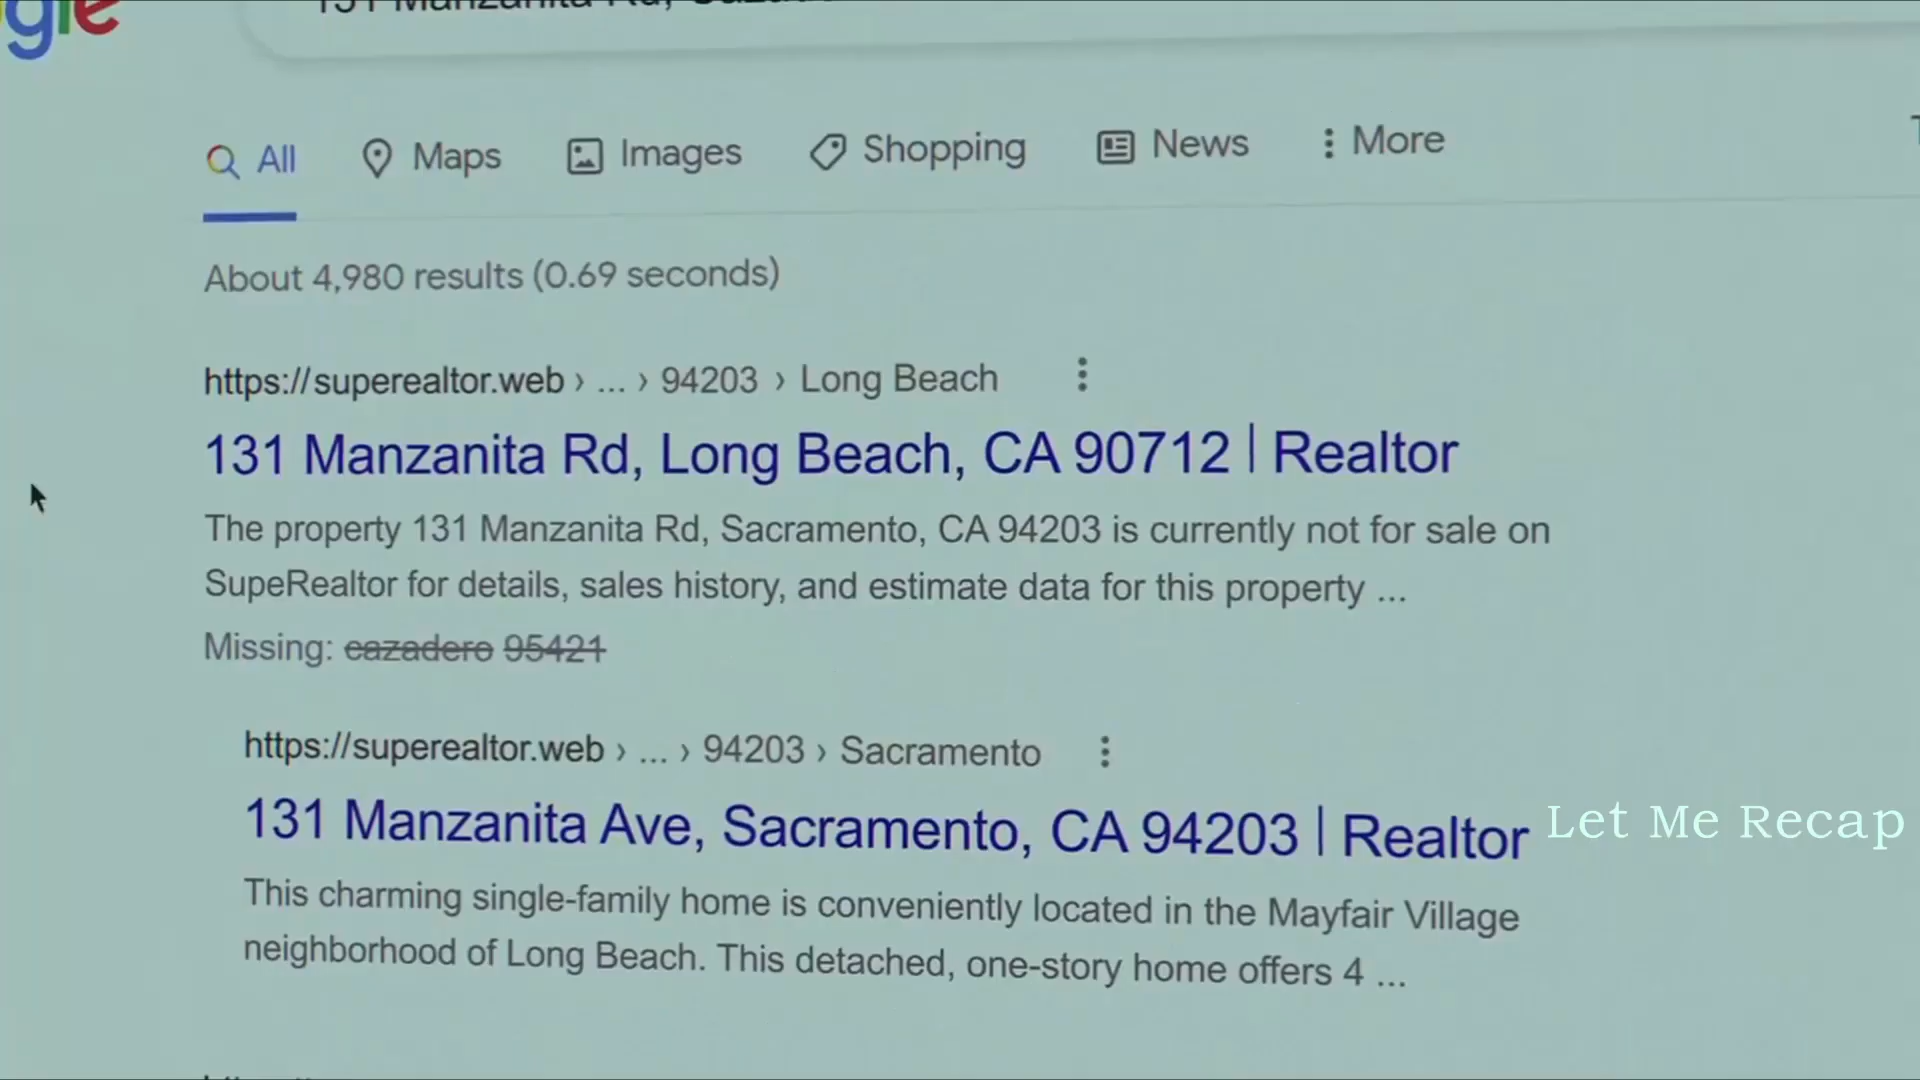 gle
131 Manzanita Rd,
All Maps Images Shopping News More
About 4,980 results (0.69 seconds)
https://superealtor.web › ... › 94203 › Long Beach
131 Manzanita Rd, Long Beach, CA 90712 | Realtor
The property 131 Manzanita Rd, Sacramento, CA 94203 is currently not for sale on
SupeRealtor for details, sales history, and estimate data for this property ...
Missing: cazadero 95421
https://superealtor.web › ... › 94203 › Sacramento
131 Manzanita Ave, Sacramento, CA 94203 | Realtor
Let Me Recap
This charming single-family home is conveniently located in the Mayfair Village
neighborhood of Long Beach. This detached, one-story home offers 4 ...